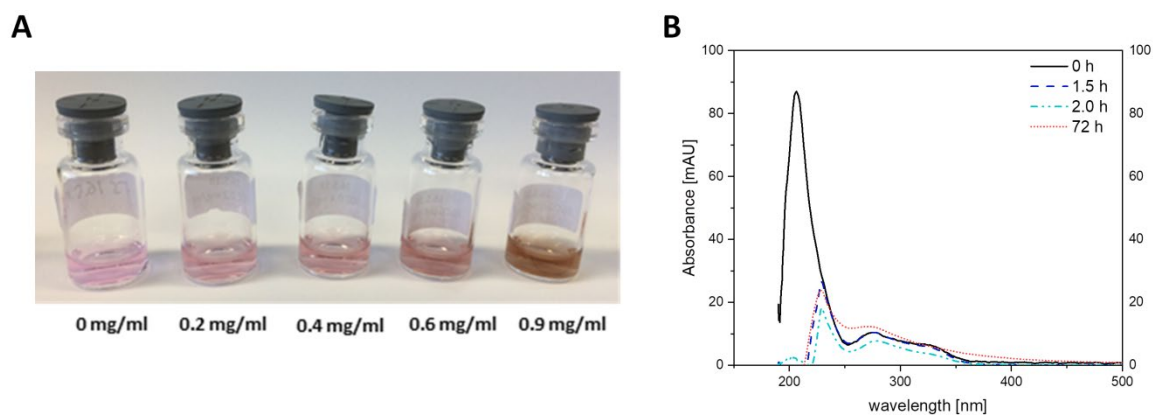 A
0 mg/ml 0.2 mg/ml 0.4 mg/ml 0.6 mg/ml 0.9 mg/ml
B
100 100
80 80
60 60
40 40
20 20
0 0
200 300 400 500
Absorbance [mAU]
wavelength [nm]
0 h
1.5 h
2.0 h
72 h